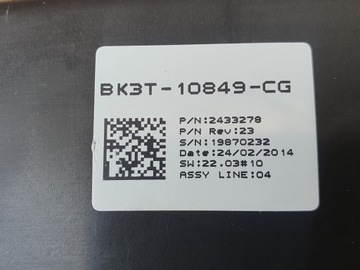 BK3T-10849-CG
P/N:2433278
P/N Rev:23
S/N:19870232
Date:24/02/2014
SW:22.03#10
ASSY LINE:04